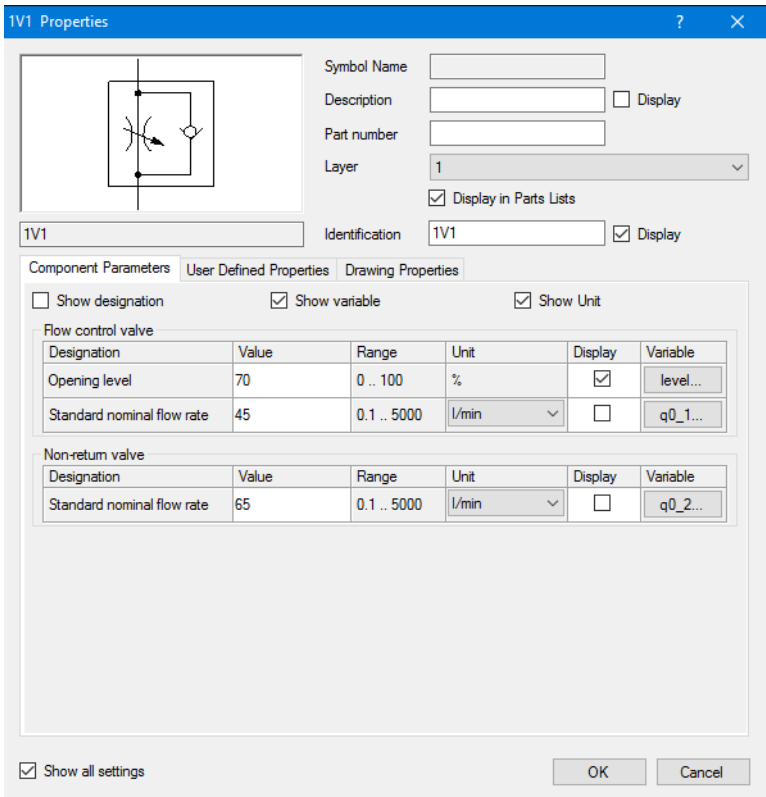 1V1 Properties ? ×
Symbol Name
Description Display
Part number
Layer 1
Display in Parts Lists
1V1 Identification 1V1 Display
Component Parameters User Defined Properties Drawing Properties
Show designation Show variable Show Unit
Flow control valve
Designation Value Range Unit Display Variable
Opening level 70 0 .. 100 % level...
Standard nominal flow rate 45 0.1 .. 5000 l/min q0_1...
Non-return valve
Designation Value Range Unit Display Variable
Standard nominal flow rate 65 0.1 .. 5000 l/min q0_2...
Show all settings OK Cancel